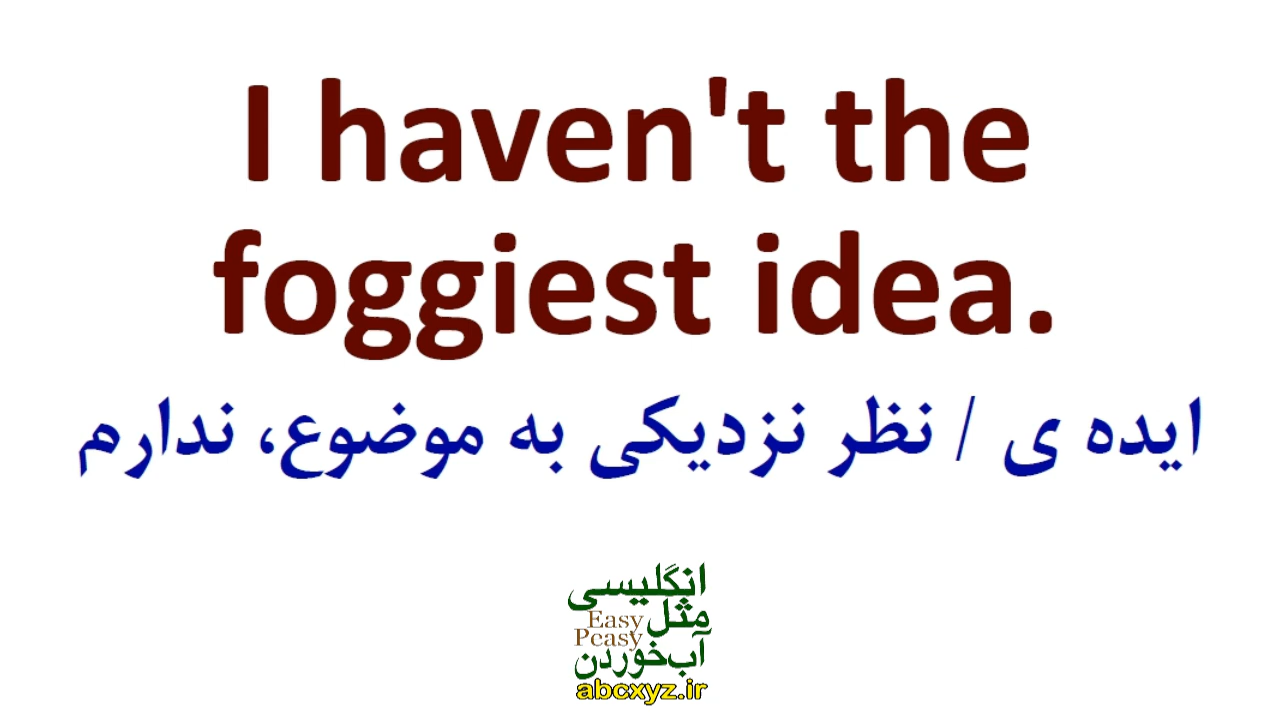 I haven't the
foggiest idea.
ایده ی / نظر نزدیکی به موضوع، ندارم
انگلیسی
مثل
Easy
Peasy
آب‌خوردن
abcxyz.ir